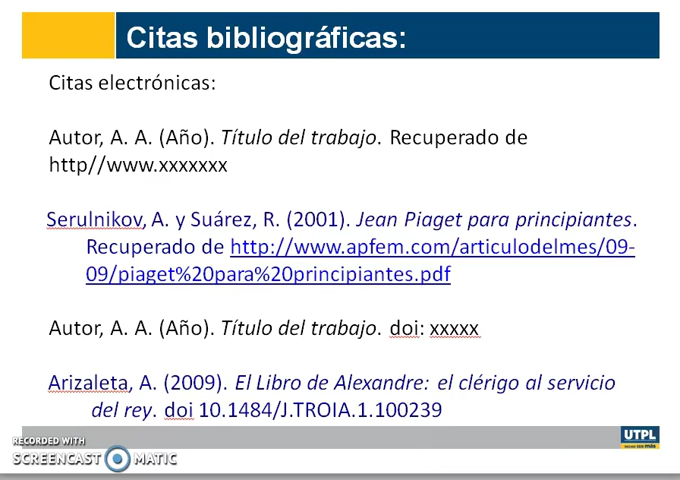 Citas bibliográficas:
Citas electrónicas:
Autor, A. A. (Año). Título del trabajo. Recuperado de
http//www.xxxxxxx
Serulnikov, A. y Suárez, R. (2001). Jean Piaget para principiantes.
Recuperado de http://www.apfem.com/articulodelmes/09-
09/piaget%20para%20principiantes.pdf
Autor, A. A. (Año). Título del trabajo. doi: xxxxx
Arizaleta, A. (2009). El Libro de Alexandre: el clérigo al servicio
del rey. doi 10.1484/J.TROIA.1.100239
RECORDED WITH
SCREENCAST MATIC
UTPL